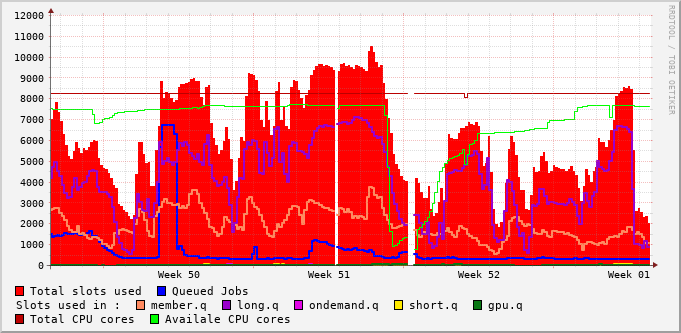 RRDTOOL / TOBI OETIKER
12000
11000
10000
9000
8000
7000
6000
5000
4000
3000
2000
1000
0
Week 50 Week 51 Week 52 Week 01
Total slots used Queued Jobs
Slots used in : member.q long.q ondemand.q short.q gpu.q
Total CPU cores Availale CPU cores